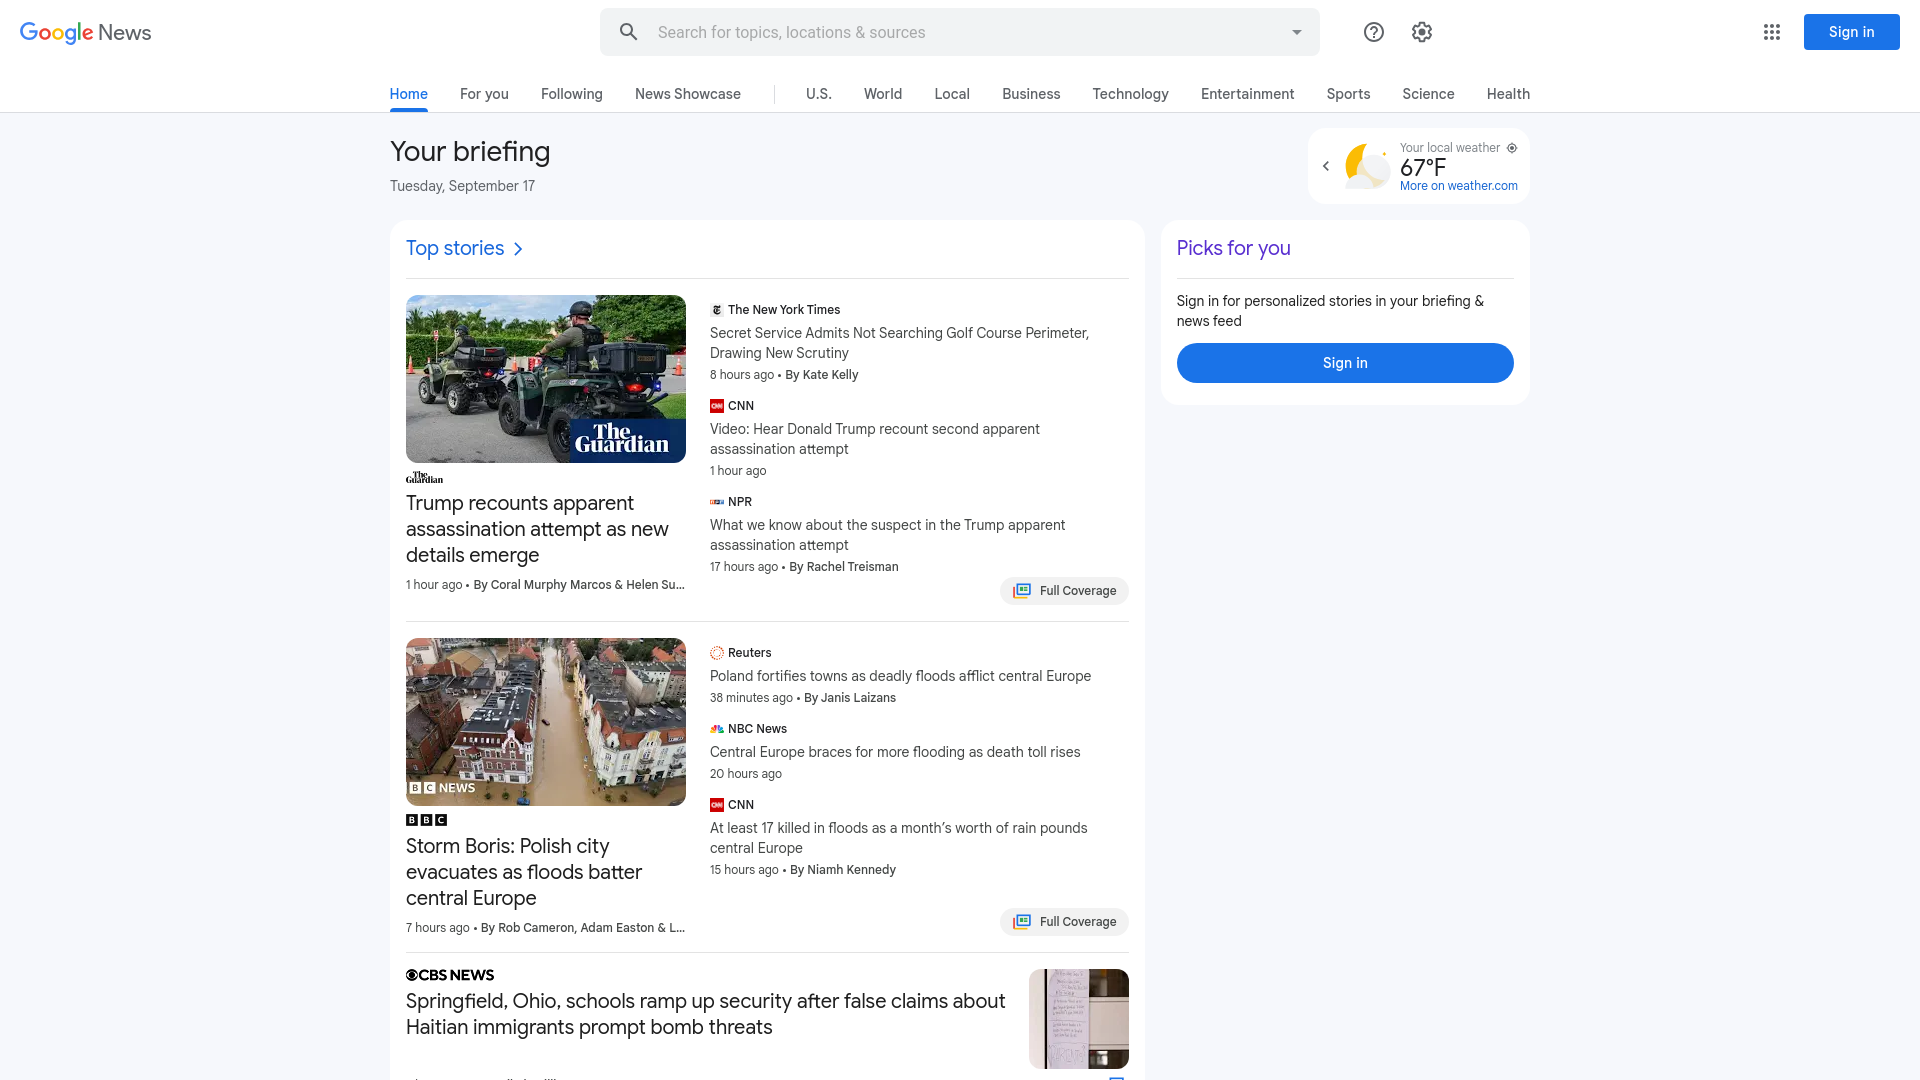 Google News
Search for topics, locations & sources
Sign in
Home
For you
Following
News Showcase
U.S.
World
Local
Business
Technology
Entertainment
Sports
Science
Health
Your briefing
Tuesday, September 17
Your local weather
67°F
More on weather.com
Top stories
The Guardian
The Guardian
Trump recounts apparent
assassination attempt as new
details emerge
1 hour ago • By Coral Murphy Marcos & Helen Su...
The New York Times
Secret Service Admits Not Searching Golf Course Perimeter,
Drawing New Scrutiny
8 hours ago • By Kate Kelly
CNN
Video: Hear Donald Trump recount second apparent
assassination attempt
1 hour ago
NPR
What we know about the suspect in the Trump apparent
assassination attempt
17 hours ago • By Rachel Treisman
Full Coverage
BBC NEWS
BBC
Storm Boris: Polish city
evacuates as floods batter
central Europe
7 hours ago • By Rob Cameron, Adam Easton & L...
Reuters
Poland fortifies towns as deadly floods afflict central Europe
38 minutes ago • By Janis Laizans
NBC News
Central Europe braces for more flooding as death toll rises
20 hours ago
CNN
At least 17 killed in floods as a month's worth of rain pounds
central Europe
15 hours ago • By Niamh Kennedy
Full Coverage
CBS NEWS
Springfield, Ohio, schools ramp up security after false claims about
Haitian immigrants prompt bomb threats
Picks for you
Sign in for personalized stories in your briefing &
news feed
Sign in